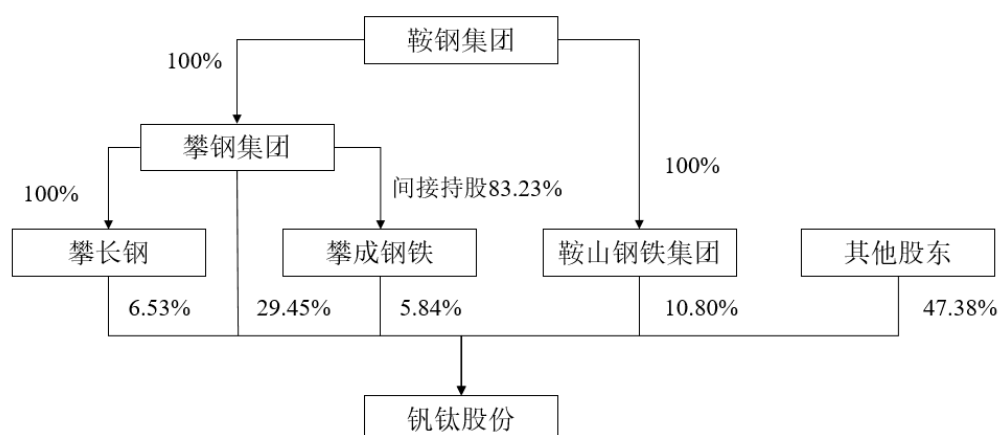 鞍钢集团
100%
攀钢集团
100%
100%
间接持股83.23%
攀长钢
攀成钢铁
鞍山钢铁集团
其他股东
6.53%
29.45%
5.84%
10.80%
47.38%
钒钛股份